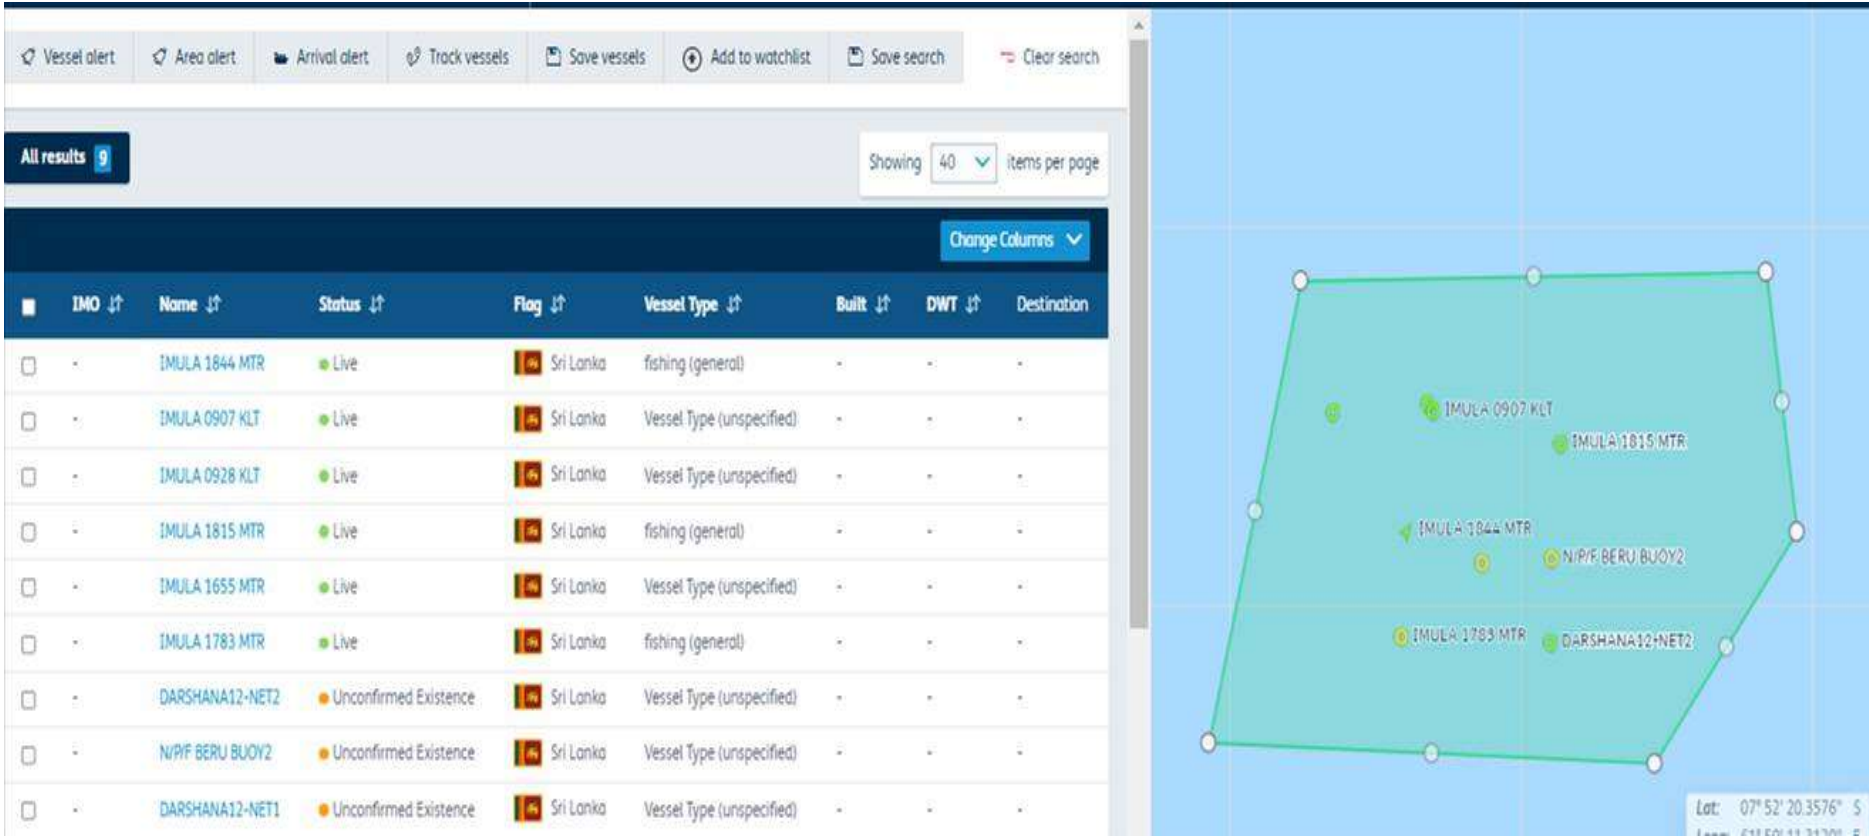 Vessel alert Area alert Arrival alert Track vessels Save vessels Add to watchlist Save search Clear search
All results 9 Showing 40 items per page
Change Columns
IMO Name Status Flag Vessel Type Built DWT Destination
- IMULA 1844 MTR Live Sri Lanka fishing (general) - - -
- IMULA 0907 KLT Live Sri Lanka Vessel Type (unspecified) - - -
- IMULA 0928 KLT Live Sri Lanka Vessel Type (unspecified) - - -
- IMULA 1815 MTR Live Sri Lanka fishing (general) - - -
- IMULA 1655 MTR Live Sri Lanka Vessel Type (unspecified) - - -
- IMULA 1783 MTR Live Sri Lanka fishing (general) - - -
- DARSHANA12-NET2 Unconfirmed Existence Sri Lanka Vessel Type (unspecified) - - -
- N/P/F BERU BUOY2 Unconfirmed Existence Sri Lanka Vessel Type (unspecified) - - -
- DARSHANA12-NET1 Unconfirmed Existence Sri Lanka Vessel Type (unspecified) - - -
IMULA 0907 KLT
IMULA 1815 MTR
IMULA 1844 MTR
N/P/F BERU BUOY2
IMULA 1783 MTR
DARSHANA12-NET2
Lat: 07° 52' 20.3576" S